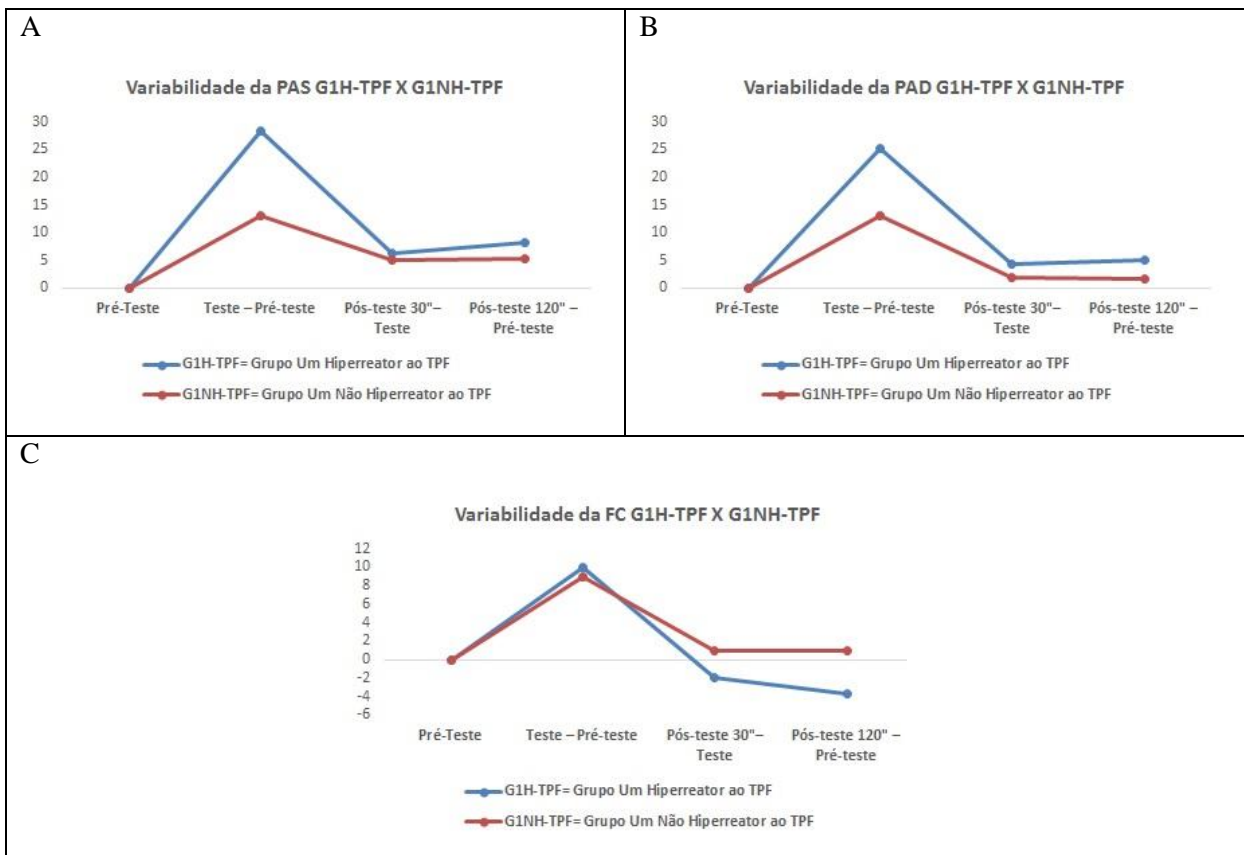 A
Variabilidade da PAS G1H-TPF X G1NH-TPF
30
25
20
15
10
5
0
Pré-Teste
Teste – Pré-teste
Pós-teste 30"–
Teste
Pós-teste 120" –
Pré-teste
G1H-TPF= Grupo Um Hiperreator ao TPF
G1NH-TPF= Grupo Um Não Hiperreator ao TPF
B
Variabilidade da PAD G1H-TPF X G1NH-TPF
30
25
20
15
10
5
0
Pré-Teste
Teste – Pré-teste
Pós-teste 30"–
Teste
Pós-teste 120" –
Pré-teste
G1H-TPF= Grupo Um Hiperreator ao TPF
G1NH-TPF= Grupo Um Não Hiperreator ao TPF
C
Variabilidade da FC G1H-TPF X G1NH-TPF
12
10
8
6
4
2
0
-2
-4
-6
Pré-Teste
Teste – Pré-teste
Pós-teste 30"–
Teste
Pós-teste 120" –
Pré-teste
G1H-TPF= Grupo Um Hiperreator ao TPF
G1NH-TPF= Grupo Um Não Hiperreator ao TPF